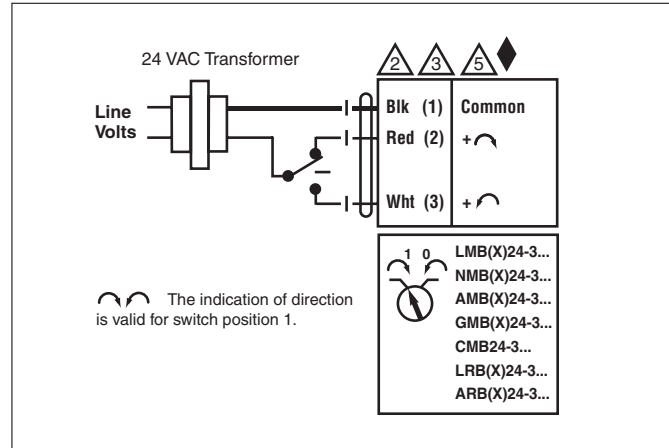 24 VAC Transformer
2 3 5
Line
Volts
Blk (1) Common
Red (2) +
Wht (3) +
1 0
LMB(X)24-3...
NMB(X)24-3...
AMB(X)24-3...
GMB(X)24-3...
CMB24-3...
LRB(X)24-3...
ARB(X)24-3...
The indication of direction
is valid for switch position 1.